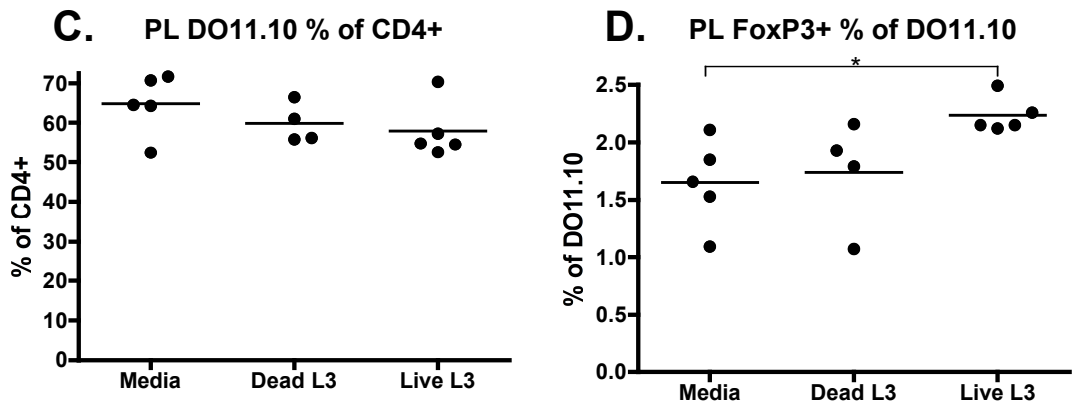 C. PL DO11.10 % of CD4+
% of CD4+
70
60
50
40
30
20
10
0
Media Dead L3 Live L3
D. PL FoxP3+ % of DO11.10
*
% of DO11.10
2.5
2.0
1.5
1.0
0.5
0.0
Media Dead L3 Live L3